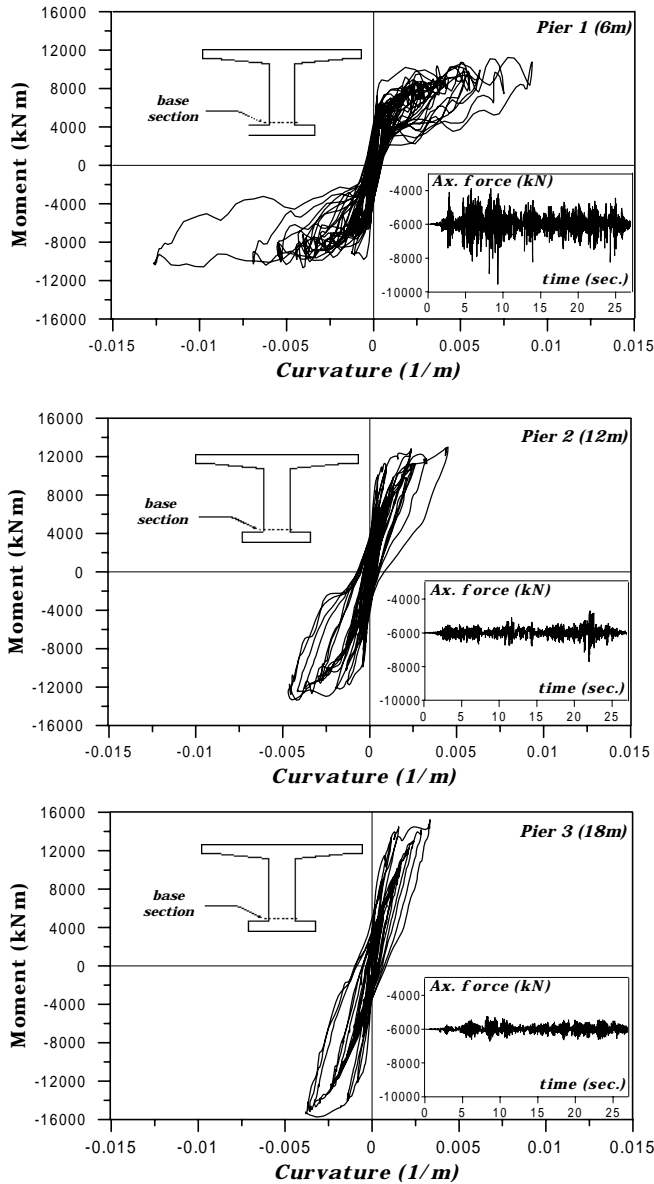 16000
Pier 1 (6m)
12000
8000
base
section
4000
Moment (kNm)
0
Ax. force (kN)
-4000
-4000
-6000
-8000
-8000
-12000
time (sec.)
-10000
0 5 10 15 20 25
-16000
-0.015 -0.01 -0.005 0 0.005 0.01 0.015
Curvature (1/m)
16000
Pier 2 (12m)
12000
8000
base
section
4000
Moment (kNm)
0
Ax. force (kN)
-4000
-4000
-6000
-8000
-8000
-12000
time (sec.)
-10000
0 5 10 15 20 25
-16000
-0.015 -0.01 -0.005 0 0.005 0.01 0.015
Curvature (1/m)
16000
Pier 3 (18m)
12000
8000
base
section
4000
Moment (kNm)
0
Ax. force (kN)
-4000
-4000
-6000
-8000
-8000
-12000
time (sec.)
-10000
0 5 10 15 20 25
-16000
-0.015 -0.01 -0.005 0 0.005 0.01 0.015
Curvature (1/m)